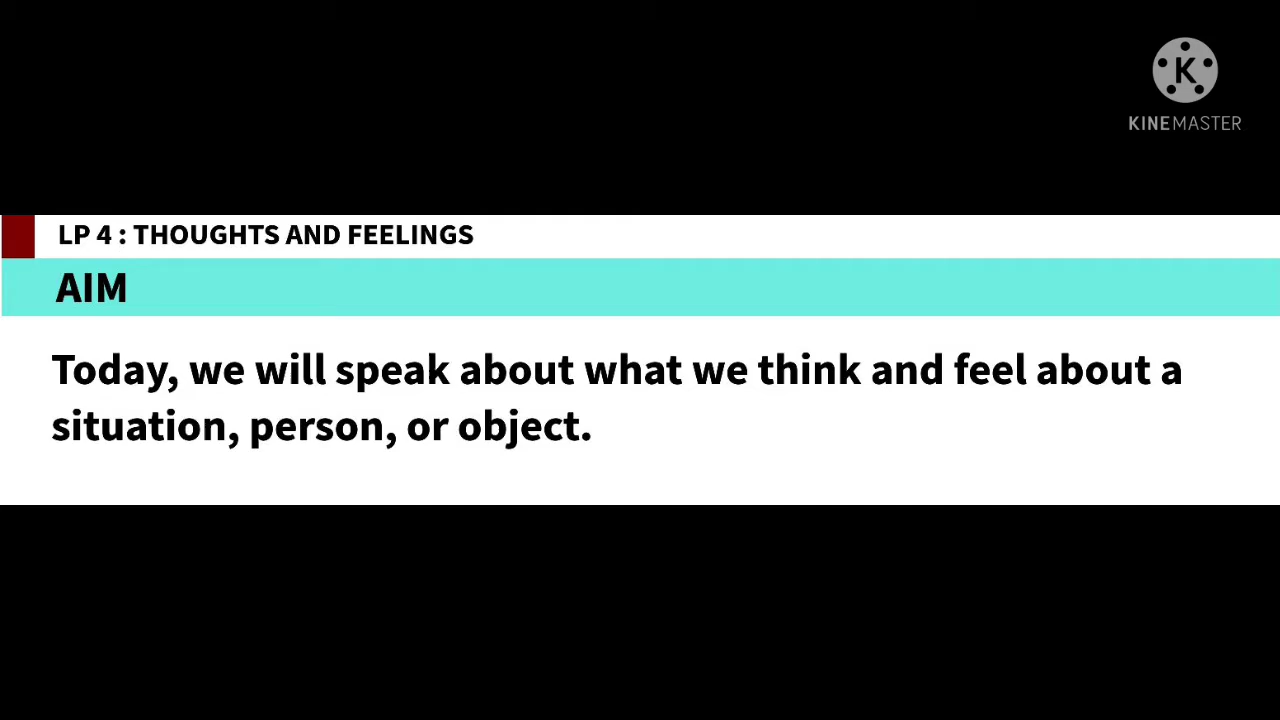 K
KINEMASTER
LP 4 : THOUGHTS AND FEELINGS
AIM
Today, we will speak about what we think and feel about a
situation, person, or object.